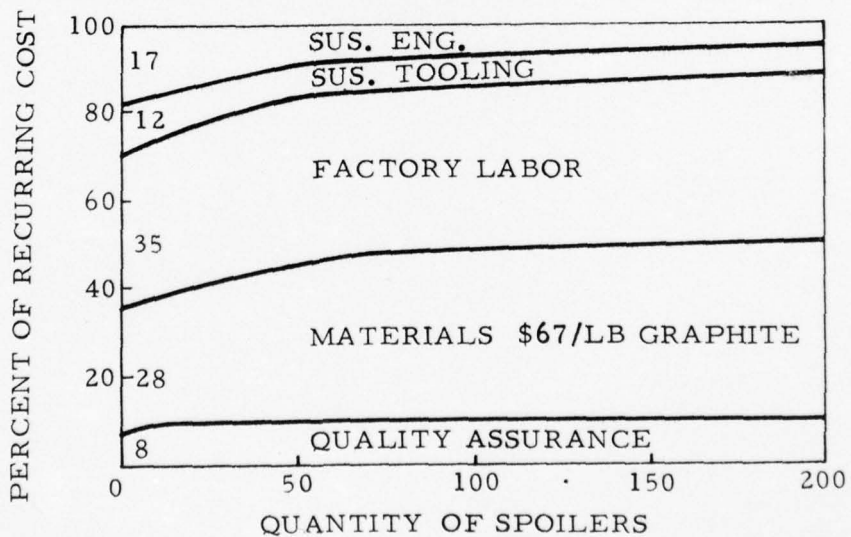 PERCENT OF RECURRING COST
100
80
60
40
20
0
17
12
35
28
8
SUS. ENG.
SUS. TOOLING
FACTORY LABOR
MATERIALS $67/LB GRAPHITE
QUALITY ASSURANCE
0 50 100 150 200
QUANTITY OF SPOILERS